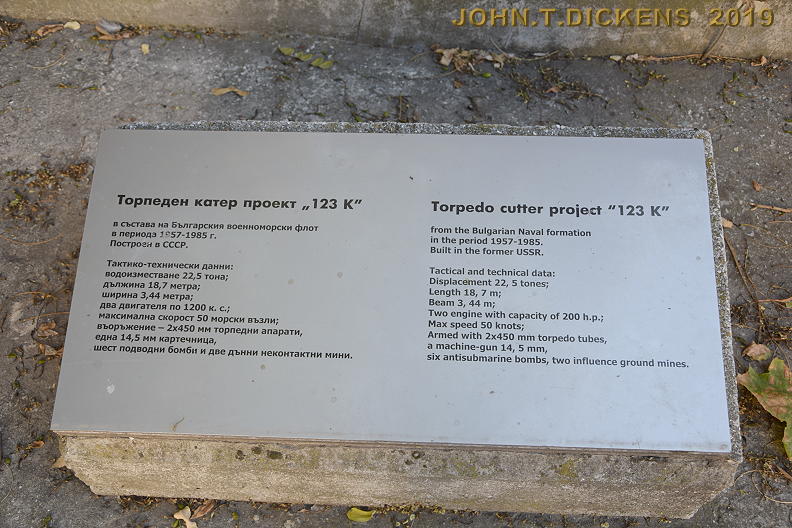 JOHN.T.DICKENS 2019
Торпеден катер проект „123 К”
в състава на Българския военноморски флот
в периода 1957-1985 г.
Построен в СССР.
Тактико-технически данни:
водоизместване 22,5 тона;
дължина 18,7 метра;
ширина 3,44 метра;
два двигателя по 1200 к. с.;
максимална скорост 50 морски възли;
въоръжение – 2x450 мм торпедни апарати,
една 14,5 мм картечница,
шест подводни бомби и две дънни неконтактни мини.
Torpedo cutter project “123 K”
from the Bulgarian Naval formation
in the period 1957-1985.
Built in the former USSR.
Tactical and technical data:
Displacement 22, 5 tones;
Length 18, 7 m;
Beam 3, 44 m;
Two engine with capacity of 200 h.p.;
Max speed 50 knots;
Armed with 2x450 mm torpedo tubes,
a machine-gun 14, 5 mm,
six antisubmarine bombs, two influence ground mines.